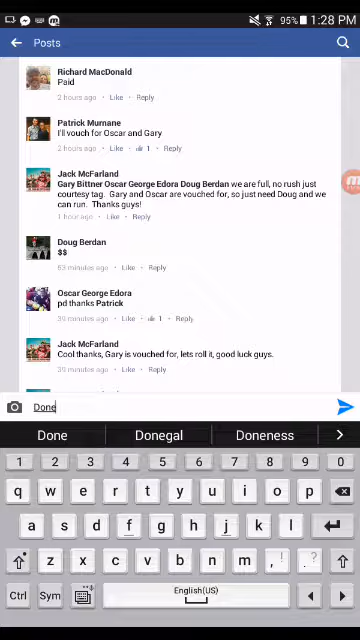 95% 1:28 PM
Posts
Richard MacDonald
Paid
2 hours ago · Like · Reply
Patrick Murnane
I'll vouch for Oscar and Gary
2 hours ago · Like · 1 · Reply
Jack McFarland
Gary Bittner Oscar George Edora Doug Berdan we are full, no rush just
courtesy tag. Gary and Oscar are vouched for, so just need Doug and we
can run. Thanks guys!
1 hour ago · Like · Reply
Doug Berdan
$$
53 minutes ago · Like · Reply
Oscar George Edora
pd thanks Patrick
39 minutes ago · Like · 1 · Reply
Jack McFarland
Cool thanks, Gary is vouched for, lets roll it, good luck guys.
39 minutes ago · Like · Reply
Done
Done Donegal Doneness
1 2 3 4 5 6 7 8 9 0
q w e r t y u i o p
a s d f g h j k l
z x c v b n m , ! . ?
Ctrl Sym English(US)